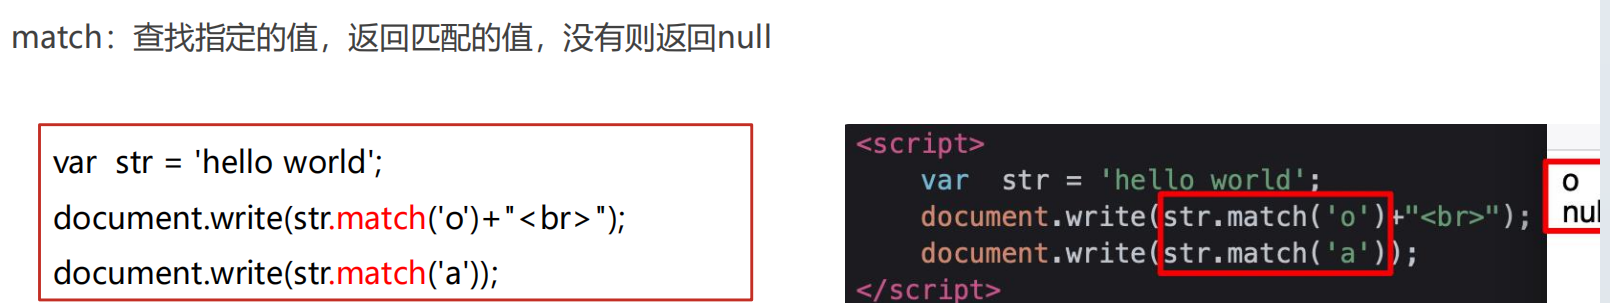 match：查找指定的值，返回匹配的值，没有则返回null
var  str = 'hello world';
document.write(str.match('o')+"<br>");
document.write(str.match('a'));
<script>
var  str = 'hello world';
document.write(str.match('o')+"<br>");
document.write(str.match('a'));
</script>
o